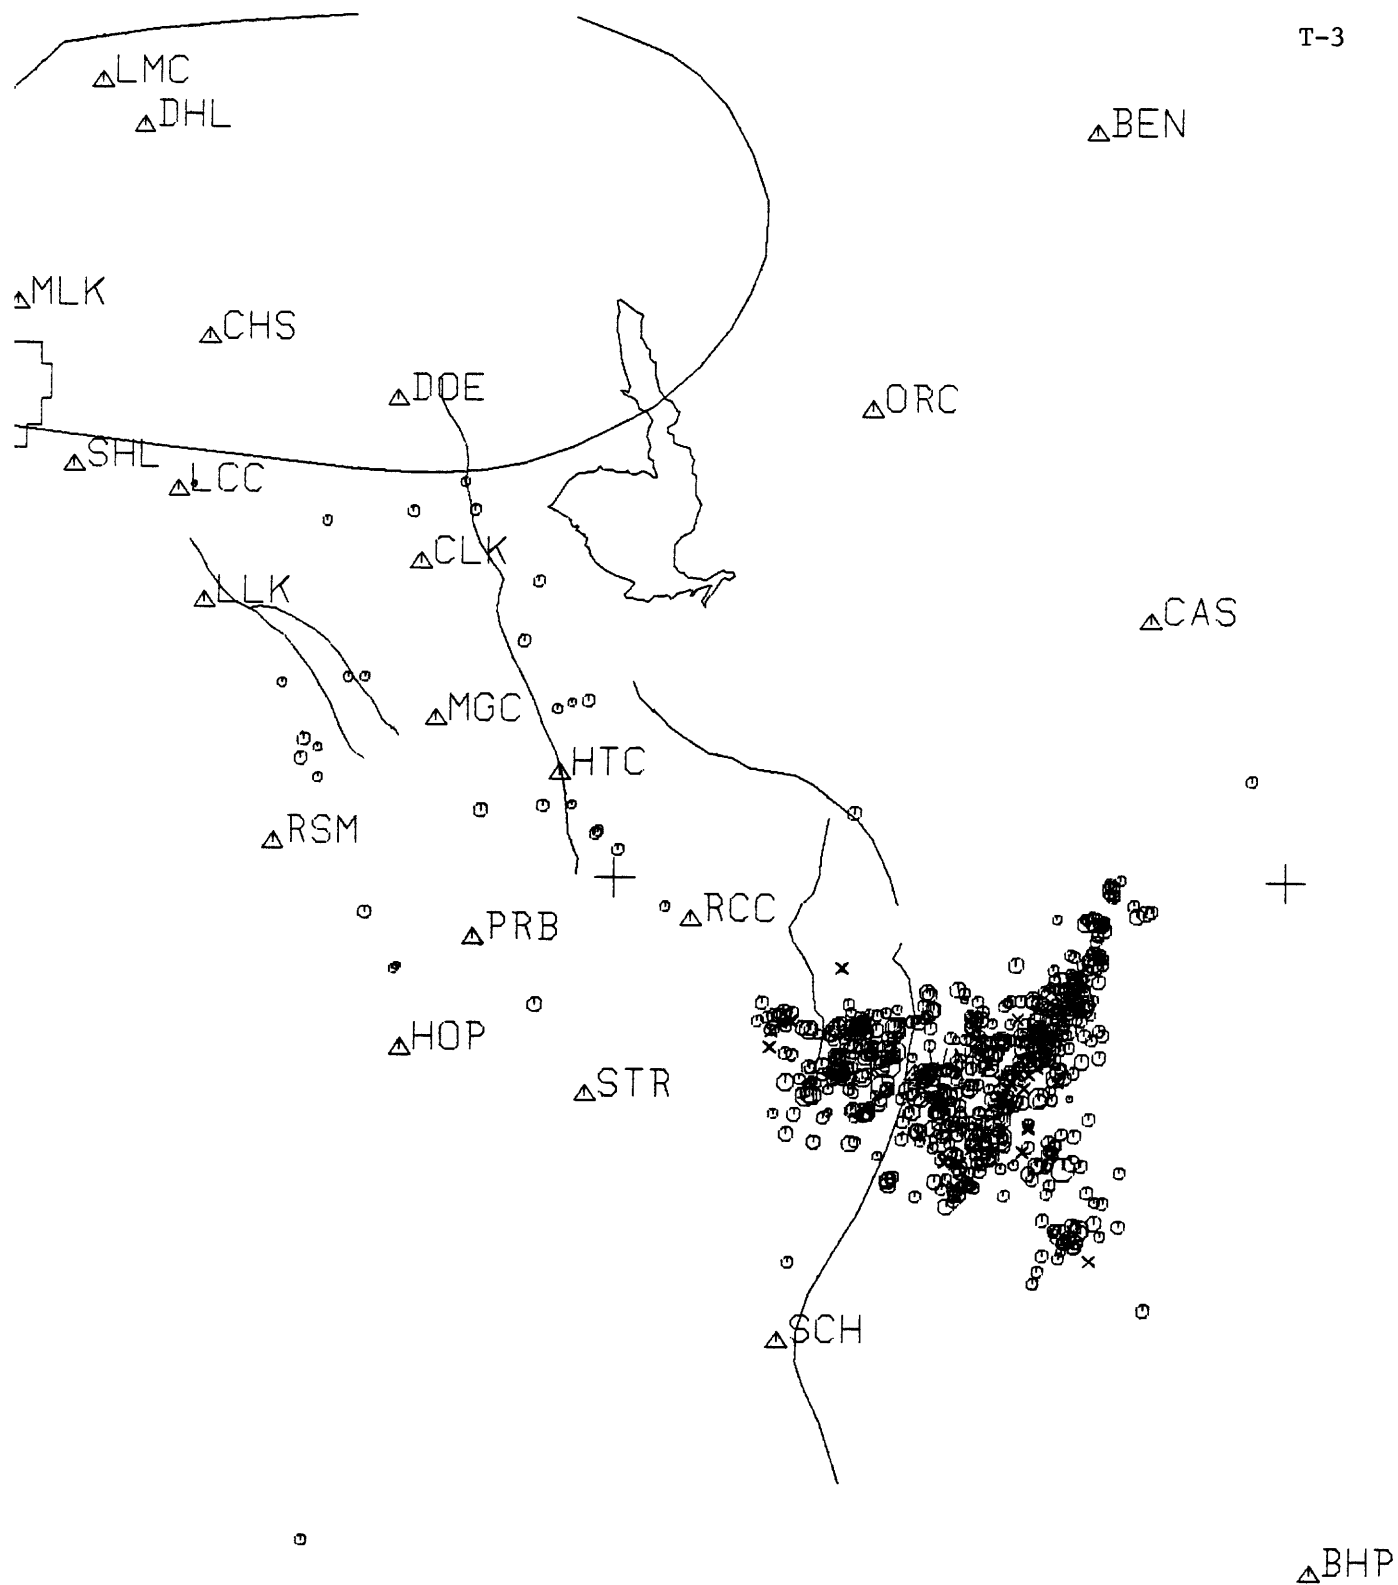 T-3
LMC
DHL
BEN
MLK
CHS
DOE
ORC
SHL
LCC
CLK
LLK
CAS
MGC
HTC
RSM
RCC
PRB
HOP
STR
SCH
BHP